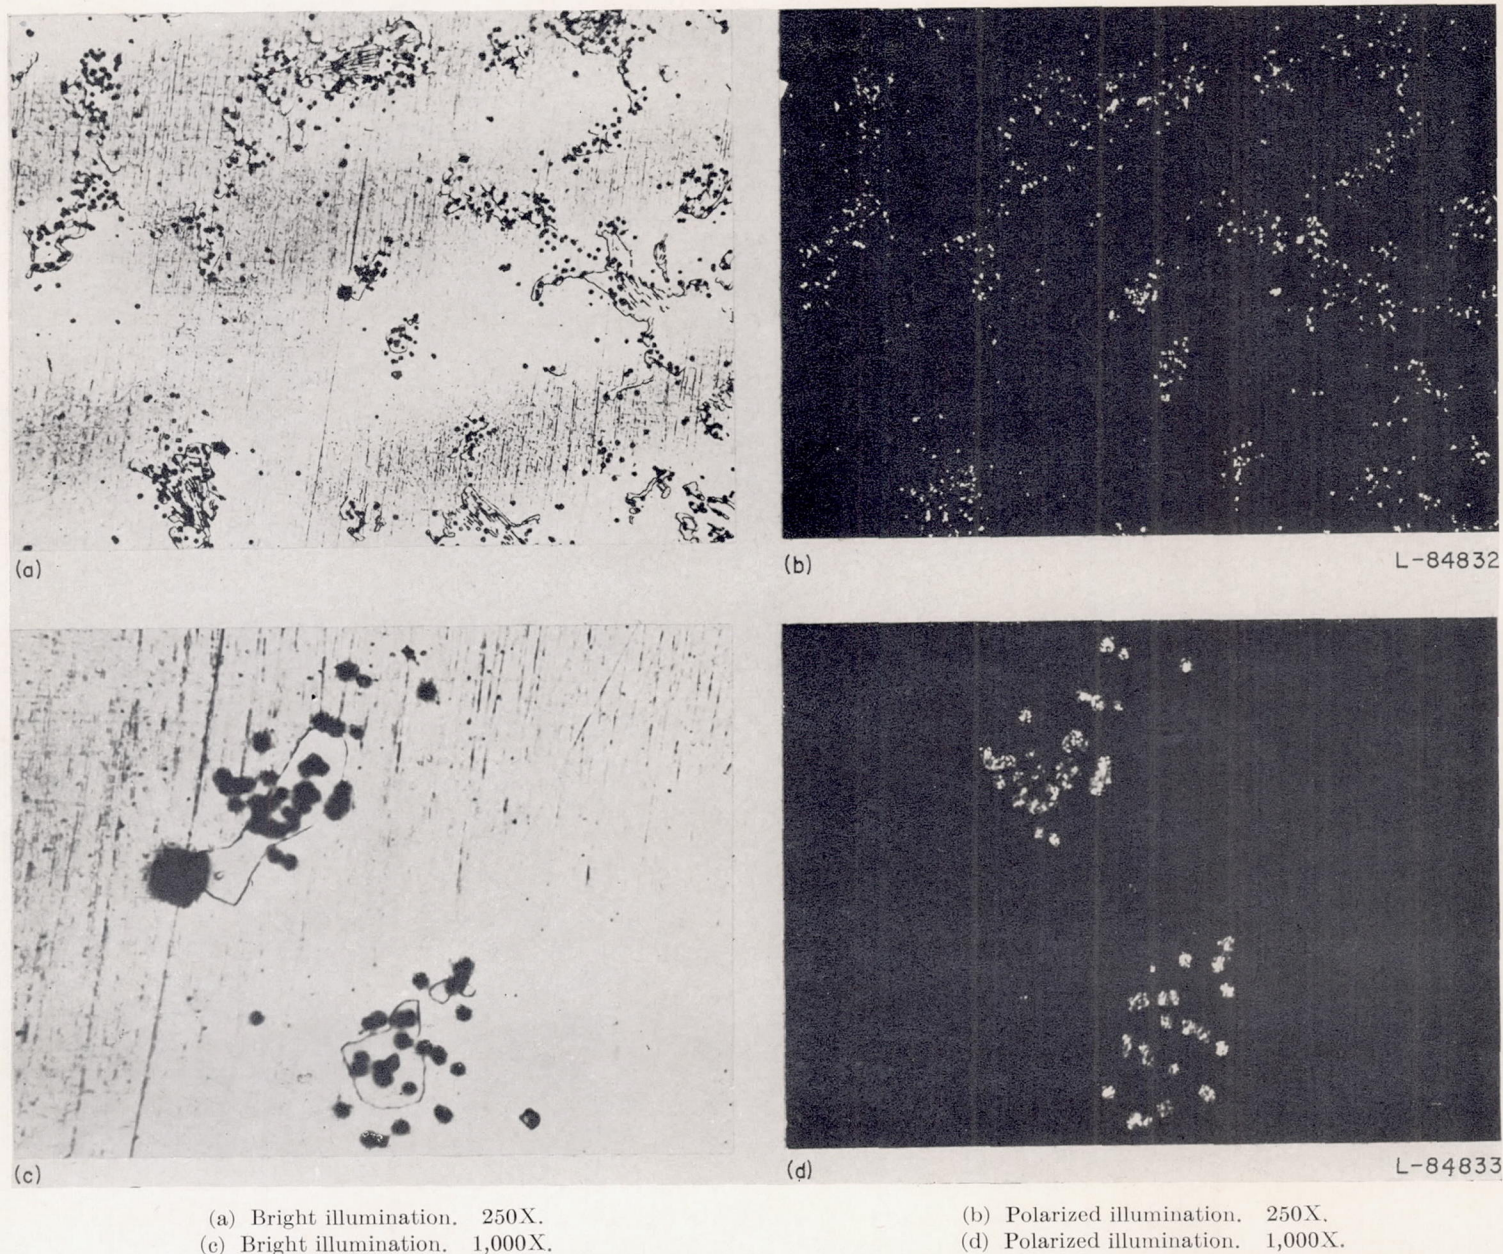 (a)
(b)
L-84832
(c)
(d)
L-84833
(a) Bright illumination. 250X.
(b) Polarized illumination. 250X.
(c) Bright illumination. 1,000X.
(d) Polarized illumination. 1,000X.